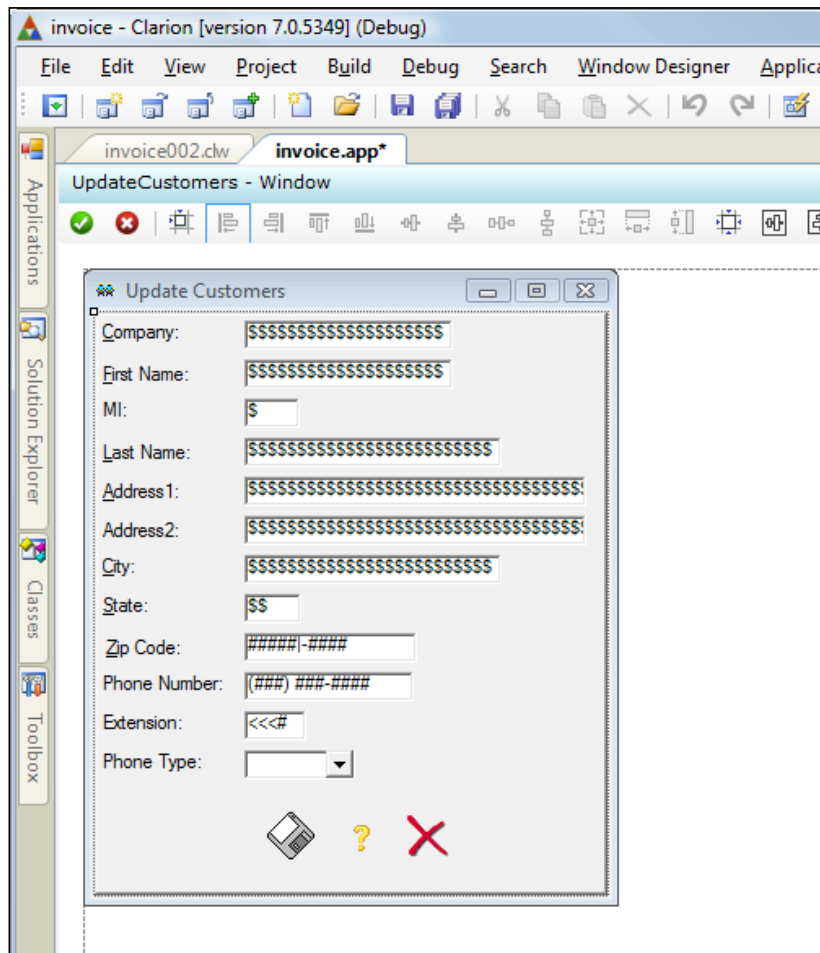 invoice - Clarion [version 7.0.5349] (Debug)
File Edit View Project Build Debug Search Window Designer Applica
invoice002.clw invoice.app*
UpdateCustomers - Window
Applications
Solution Explorer
Classes
Toolbox
Update Customers
Company: $$$$$$$$$$$$$$$$$$$$
First Name: $$$$$$$$$$$$$$$$$$$$
MI: $
Last Name: $$$$$$$$$$$$$$$$$$$$$$$$$
Address1: $$$$$$$$$$$$$$$$$$$$$$$$$$$$$$$$$$$
Address2: $$$$$$$$$$$$$$$$$$$$$$$$$$$$$$$$$$$
City: $$$$$$$$$$$$$$$$$$$$$$$$$
State: $$
Zip Code: #####|-####
Phone Number: (###) ###-####
Extension: <<<#
Phone Type: